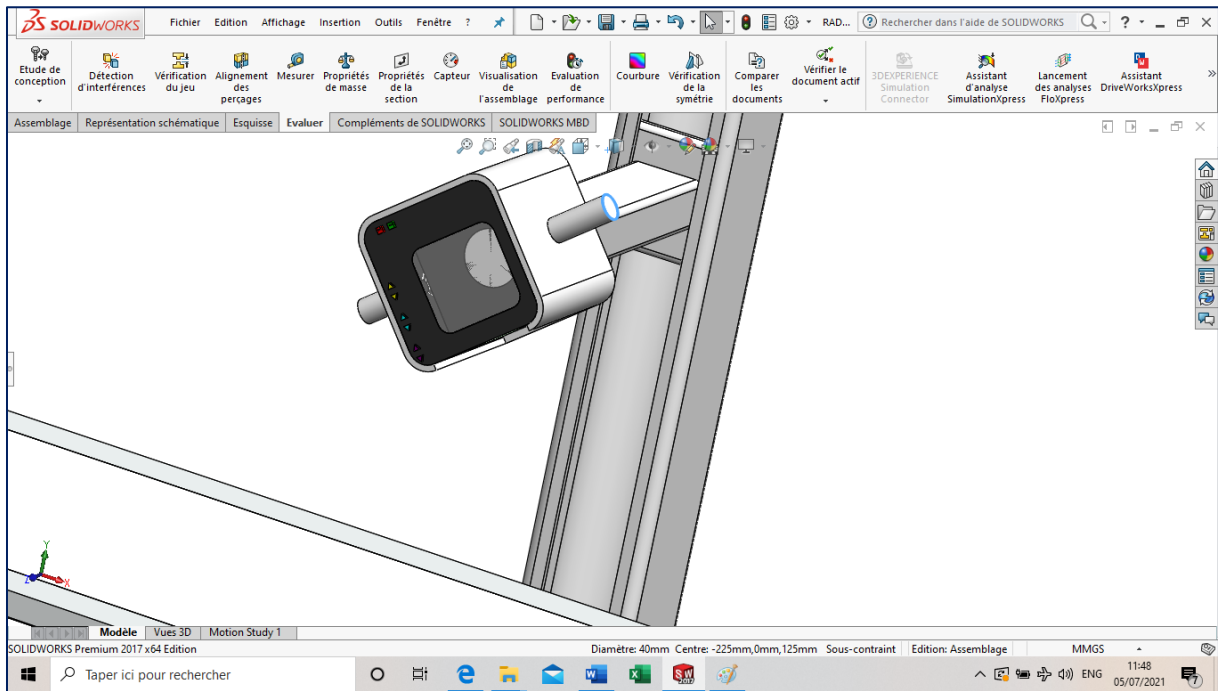 SOLIDWORKS Fichier Edition Affichage Insertion Outils Fenêtre ? RAD... Rechercher dans l'aide de SOLIDWORKS ?
Etude de conception
Détection d'interférences
Vérification du jeu
Alignement des perçages
Mesurer
Propriétés de masse
Propriétés de la section
Capteur
Visualisation de l'assemblage
Evaluation de performance
Courbure
Vérification de la symétrie
Comparer les documents
Vérifier le document actif
3DEXPERIENCE Simulation Connector
Assistant d'analyse SimulationXpress
Lancement des analyses FloXpress
Assistant DriveWorksXpress
Assemblage Représentation schématique Esquisse Evaluer Compléments de SOLIDWORKS SOLIDWORKS MBD
Y
Z X
Modèle Vues 3D Motion Study 1
SOLIDWORKS Premium 2017 x64 Edition Diamètre: 40mm Centre: -225mm,0mm,125mm Sous-contraint Edition: Assemblage MMGS
Taper ici pour rechercher ENG 11:48
05/07/2021